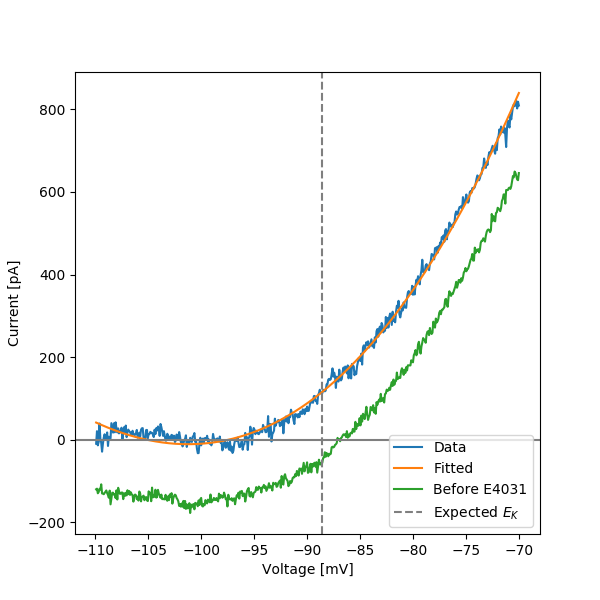 800
600
400
200
0
−200
−110
−105
−100
−95
−90
−85
−80
−75
−70
Current [pA]
Voltage [mV]
Data
Fitted
Before E4031
Expected E_K